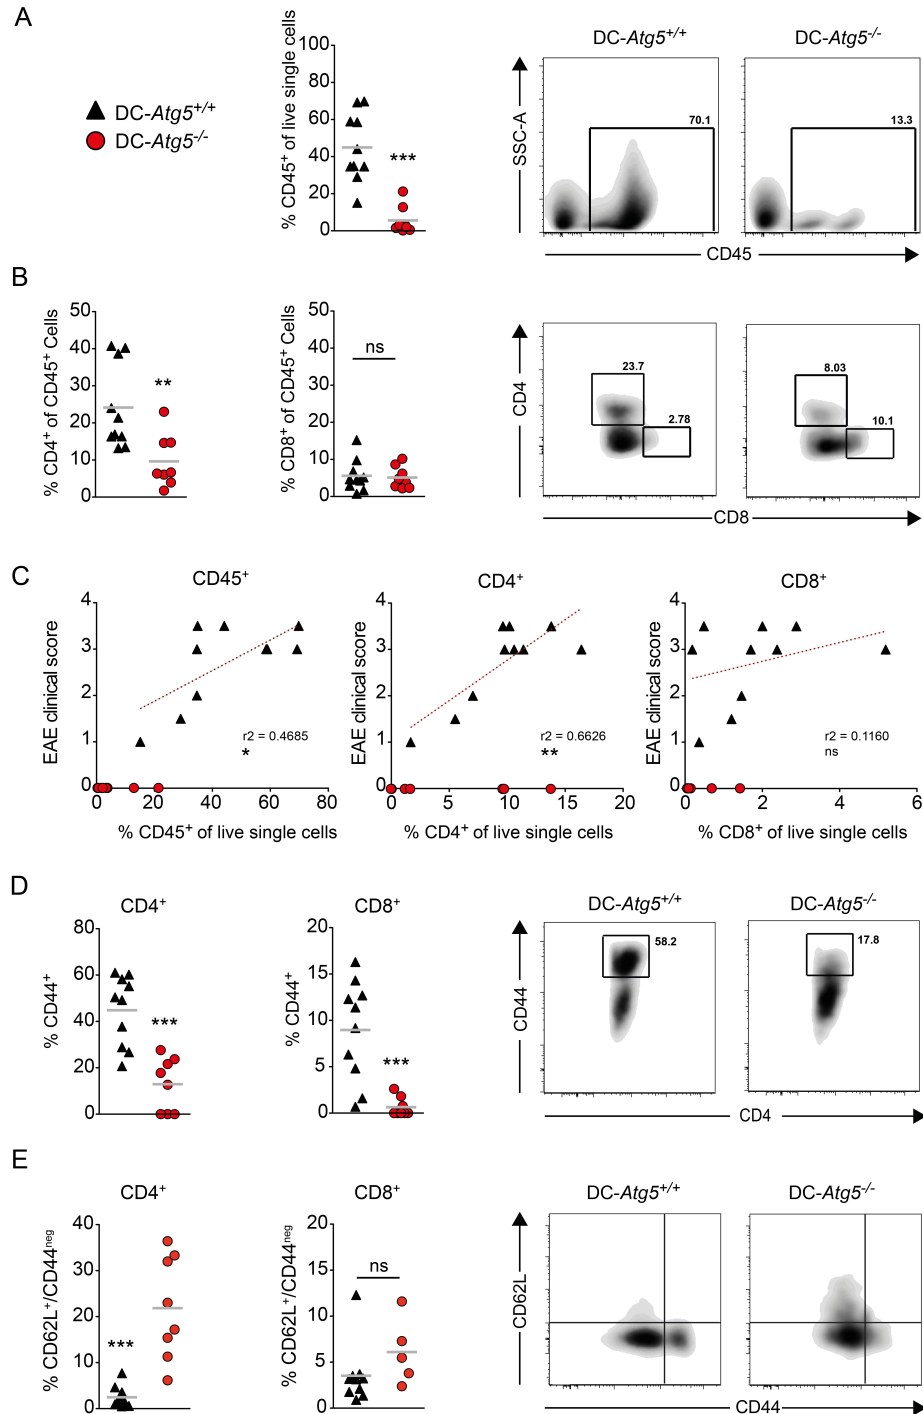 A
DC-Atg5+/+
DC-Atg5-/-
% CD45+ of live single cells
100
80
60
40
20
0
***
DC-Atg5+/+
DC-Atg5-/-
SSC-A
70.1
13.3
CD45
B
% CD4+ of CD45+ Cells
50
40
30
20
10
0
**
% CD8+ of CD45+ Cells
50
40
30
20
10
0
ns
CD4
23.7
2.78
8.03
10.1
CD8
C
CD45+
EAE clinical score
4
3
2
1
0
r2 = 0.4685
*
0 20 40 60 80
% CD45+ of live single cells
CD4+
EAE clinical score
4
3
2
1
0
r2 = 0.6626
**
0 5 10 15 20
% CD4+ of live single cells
CD8+
EAE clinical score
4
3
2
1
0
r2 = 0.1160
ns
0 2 4 6
% CD8+ of live single cells
D
CD4+
% CD44+
80
60
40
20
0
***
CD8+
% CD44+
20
15
10
5
0
***
DC-Atg5+/+
DC-Atg5-/-
CD44
58.2
17.8
CD4
E
CD4+
% CD62L+/CD44neg
40
30
20
10
0
***
CD8+
% CD62L+/CD44neg
20
15
10
5
0
ns
DC-Atg5+/+
DC-Atg5-/-
CD62L
CD44